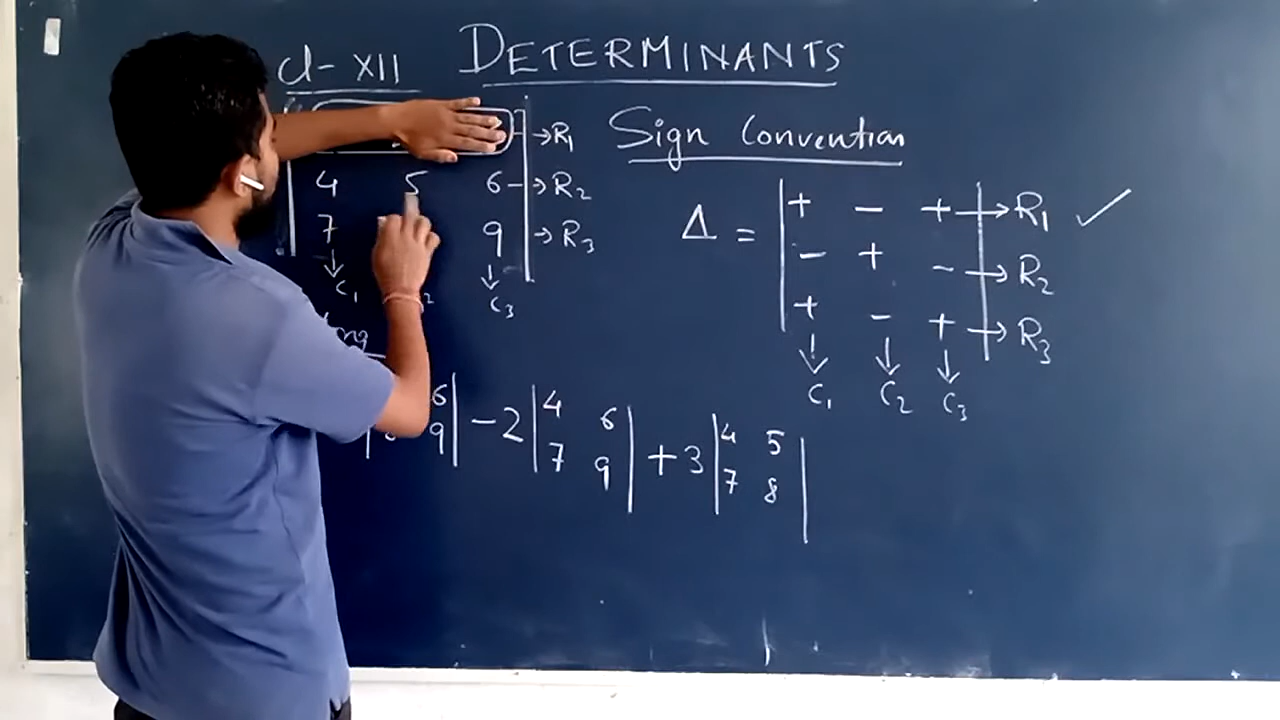 cl-XII DETERMINANTS
Sign Convention
→R1
4 5 6 →R2
7 9 →R3
↓ ↓
C1 2 C3
Δ = | + - + | →R1 ✓
| - + - | →R2
| + - + | →R3
↓ ↓ ↓
C1 C2 C3
6 | -2 | 4 6 | +3 | 4 5 |
9 | | 7 9 | | 7 8 |